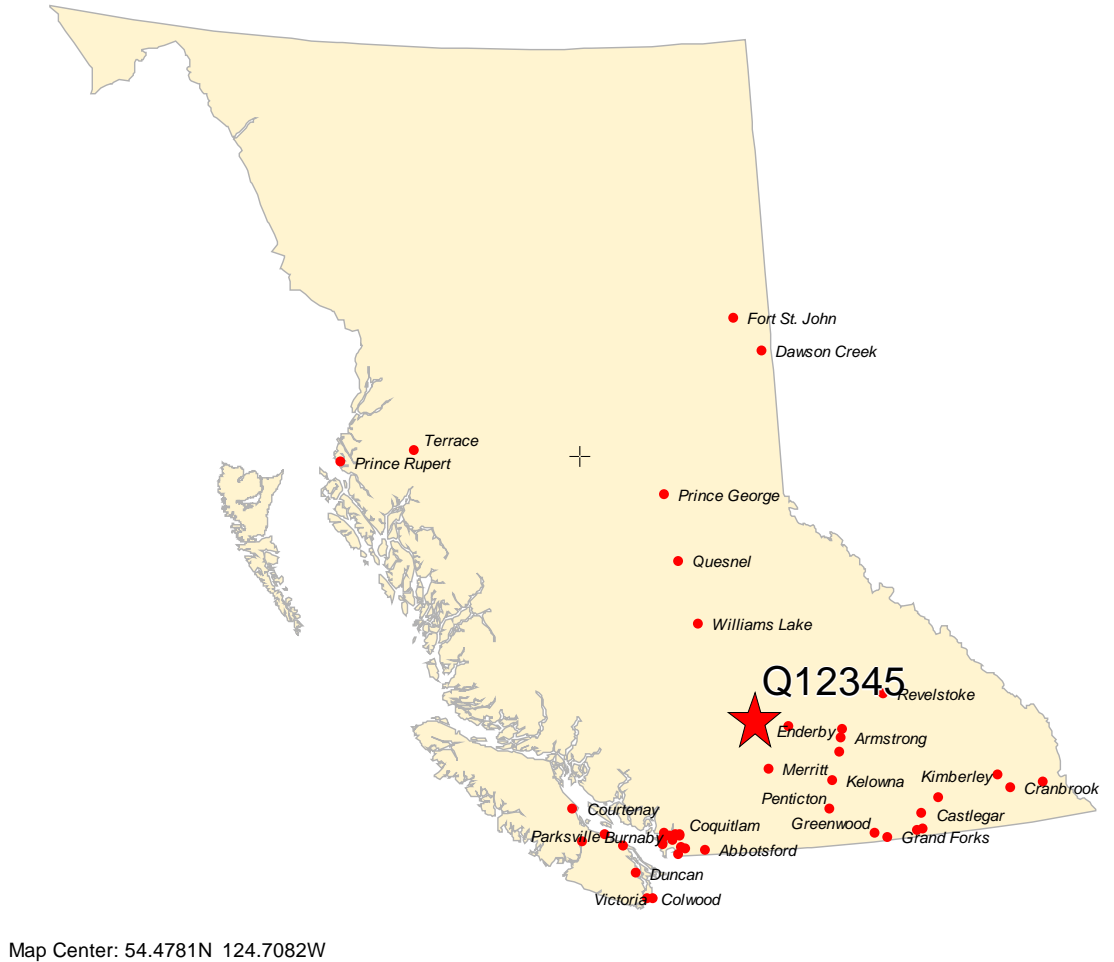 Fort St. John
Dawson Creek
Terrace
Prince Rupert
Prince George
Quesnel
Williams Lake
Q12345
Revelstoke
Enderby
Armstrong
Merritt
Kelowna
Kimberley
Cranbrook
Penticton
Courtenay
Castlegar
Greenwood
Coquitlam
Parksville
Burnaby
Grand Forks
Abbotsford
Duncan
Victoria
Colwood
Map Center: 54.4781N 124.7082W